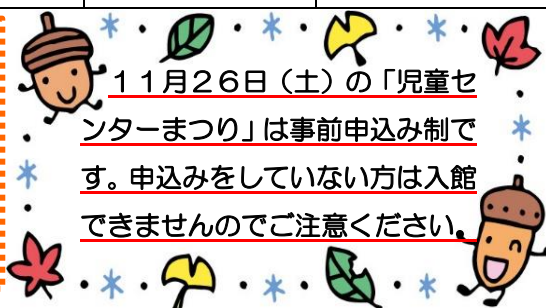 １１月２６日（土）の「児童セ
ンターまつり」は事前申込み制で
す。申込みをしていない方は入館
できませんのでご注意ください。